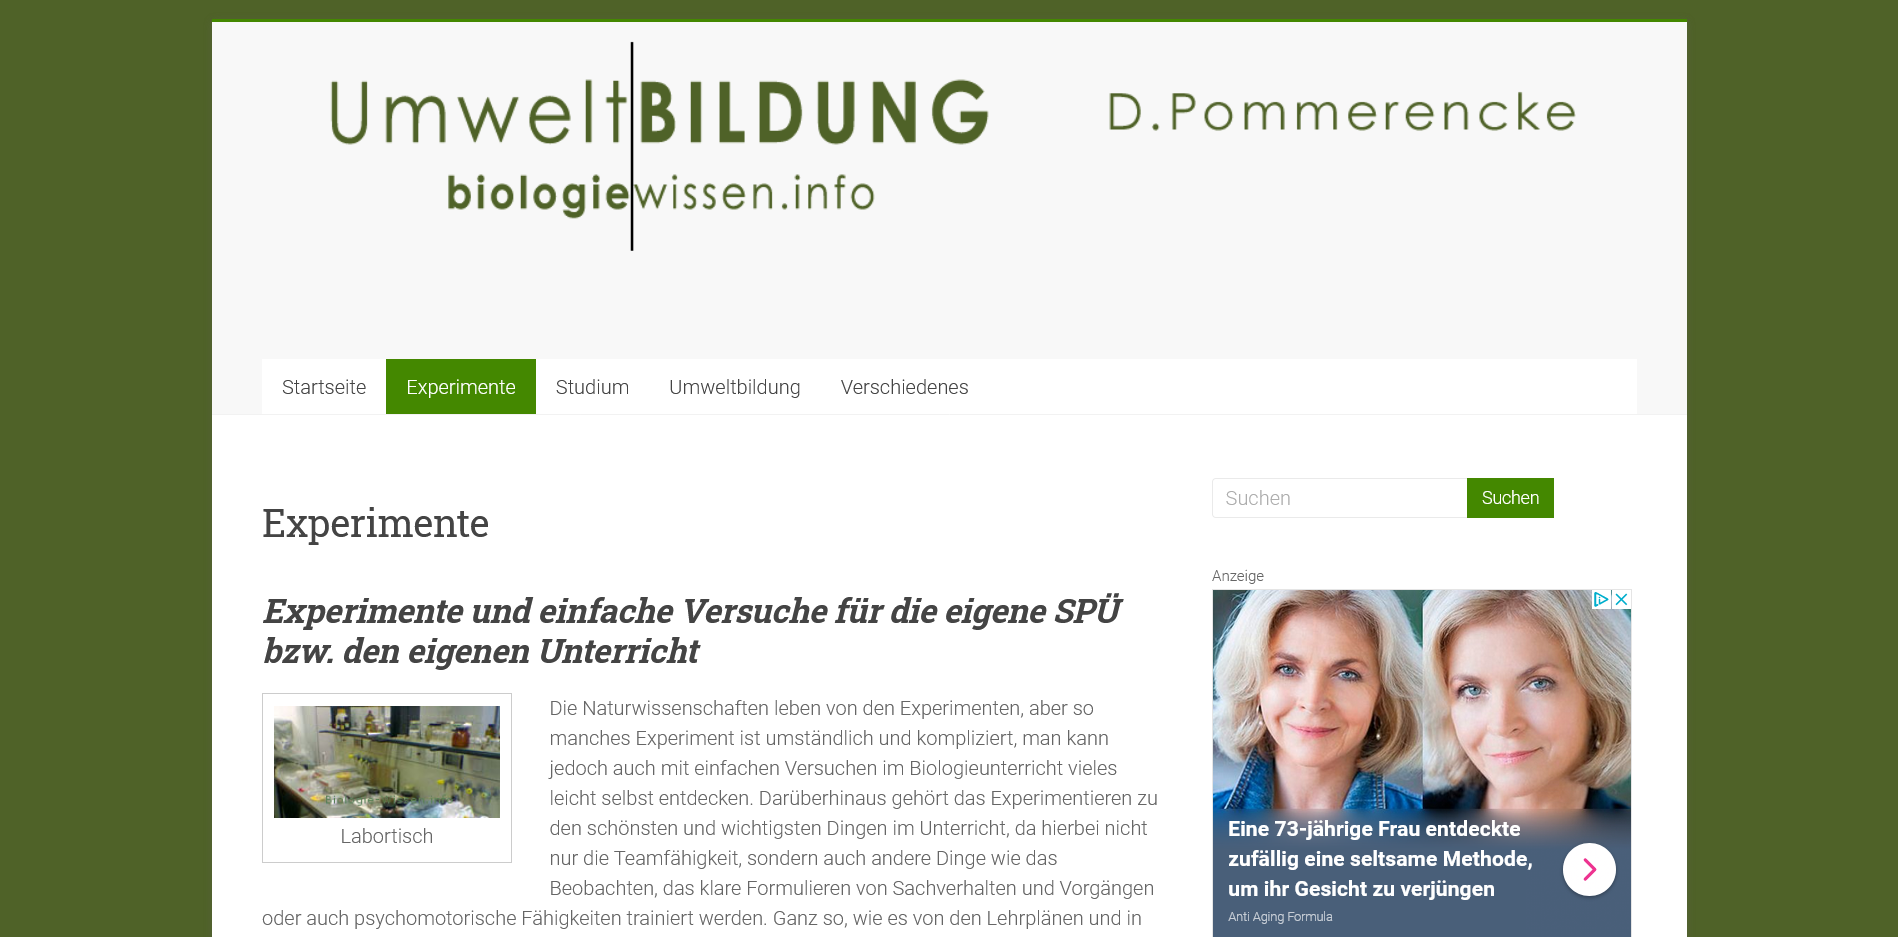 UmweltBILDUNG
D.Pommerencke
biologiewissen.info
Startseite
Experimente
Studium
Umweltbildung
Verschiedenes
Experimente
Experimente und einfache Versuche für die eigene SPÜ
bzw. den eigenen Unterricht
Labortisch
Die Naturwissenschaften leben von den Experimenten, aber so
manches Experiment ist umständlich und kompliziert, man kann
jedoch auch mit einfachen Versuchen im Biologieunterricht vieles
leicht selbst entdecken. Darüberhinaus gehört das Experimentieren zu
den schönsten und wichtigsten Dingen im Unterricht, da hierbei nicht
nur die Teamfähigkeit, sondern auch andere Dinge wie das
Beobachten, das klare Formulieren von Sachverhalten und Vorgängen
oder auch psychomotorische Fähigkeiten trainiert werden. Ganz so, wie es von den Lehrplänen und in
Suchen
Suchen
Anzeige
Eine 73-jährige Frau entdeckte
zufällig eine seltsame Methode,
um ihr Gesicht zu verjüngen
Anti Aging Formula